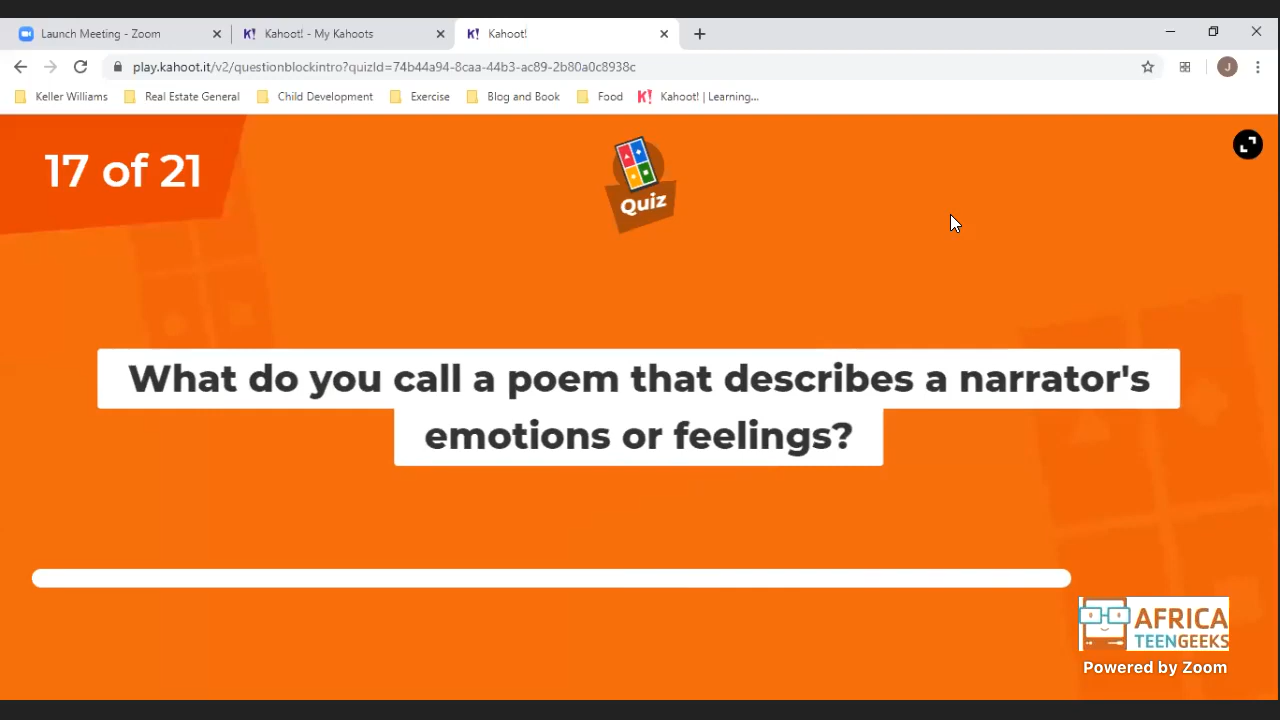 Launch Meeting - Zoom
Kahoot! - My Kahoots
Kahoot!
play.kahoot.it/v2/questionblockintro?quizId=74b44a94-8caa-44b3-ac89-2b80a0c8938c
J
Keller Williams
Real Estate General
Child Development
Exercise
Blog and Book
Food
Kahoot! | Learning...
17 of 21
Quiz
What do you call a poem that describes a narrator's
emotions or feelings?
AFRICA
TEENGEEKS
Powered by Zoom